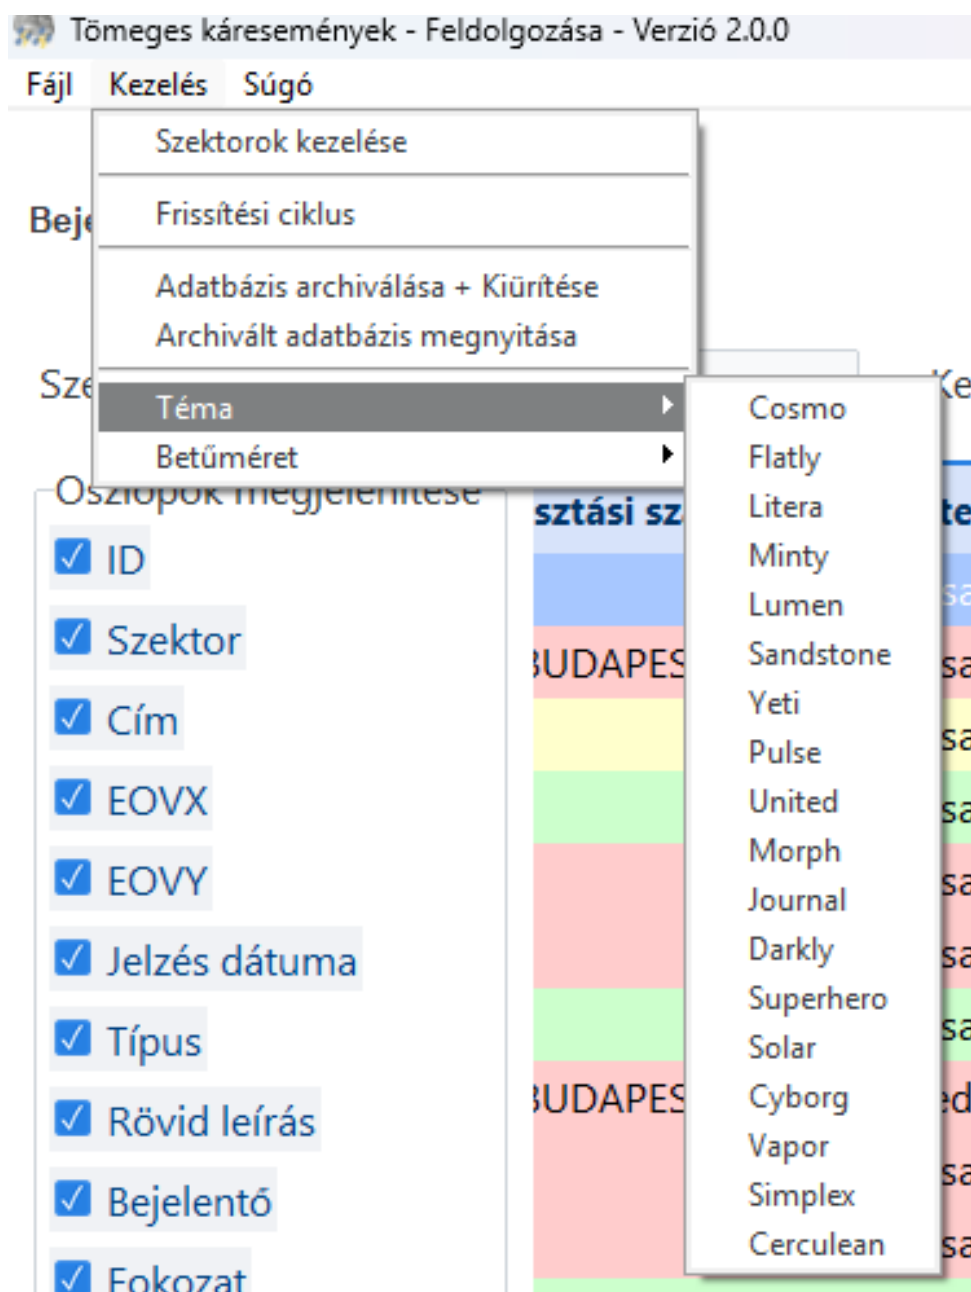 Tömeges káresemények - Feldolgozása - Verzió 2.0.0
Fájl Kezelés Súgó
Szektorok kezelése
Frissítési ciklus
Adatbázis archiválása + Kiürítése
Archivált adatbázis megnyitása
Téma
Betűméret
Cosmo
Flatly
Litera
Minty
Lumen
Sandstone
Yeti
Pulse
United
Morph
Journal
Darkly
Superhero
Solar
Cyborg
Vapor
Simplex
Cerculean
Oszlopok megjelenítése
ID
Szektor
Cím
EOVX
EOVY
Jelzés dátuma
Típus
Rövid leírás
Bejelentő
Fokozat